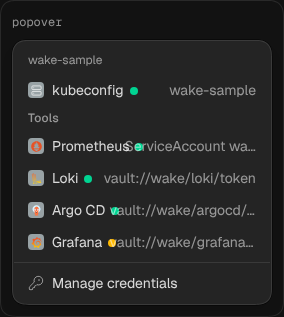 popover
wake-sample
kubeconfig wake-sample
Tools
Prometheus ServiceAccount wa...
Loki vault://wake/loki/token
Argo CD vault://wake/argocd/...
Grafana vault://wake/grafana...
Manage credentials